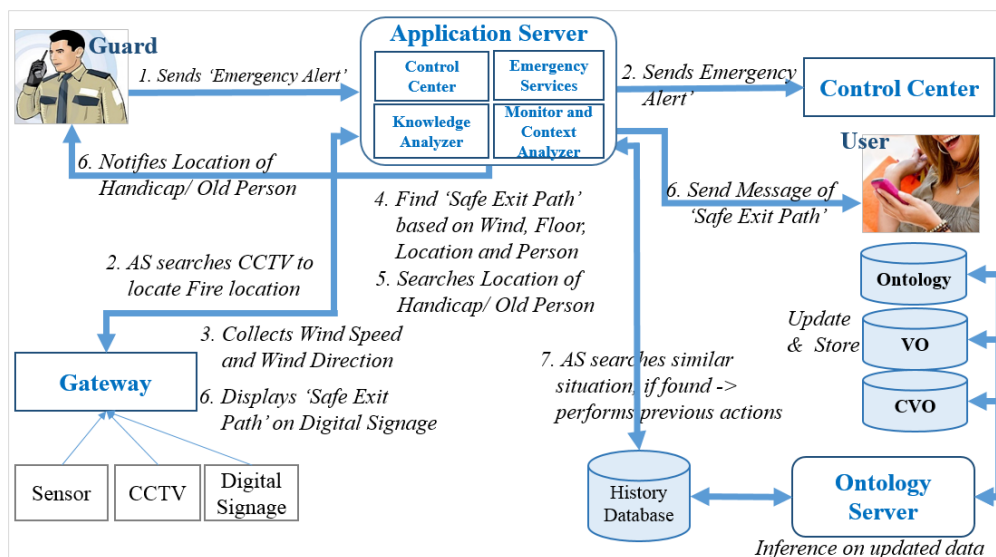 Guard
1. Sends ‘Emergency Alert’
Application Server
Control
Center
Emergency
Services
Knowledge
Analyzer
Monitor and
Context
Analyzer
2. Sends Emergency
Alert’
Control Center
User
6. Notifies Location of
Handicap/ Old Person
6. Send Message of
‘Safe Exit Path’
4. Find ‘Safe Exit Path’
based on Wind, Floor,
Location and Person
5. Searches Location of
Handicap/ Old Person
2. AS searches CCTV to
locate Fire location
3. Collects Wind Speed
and Wind Direction
6. Displays ‘Safe Exit
Path’ on Digital Signage
Gateway
Sensor
CCTV
Digital
Signage
7. AS searches similar
situation, if found ->
performs previous actions
Ontology
Update
& Store
VO
CVO
History
Database
Ontology
Server
Inference on updated data